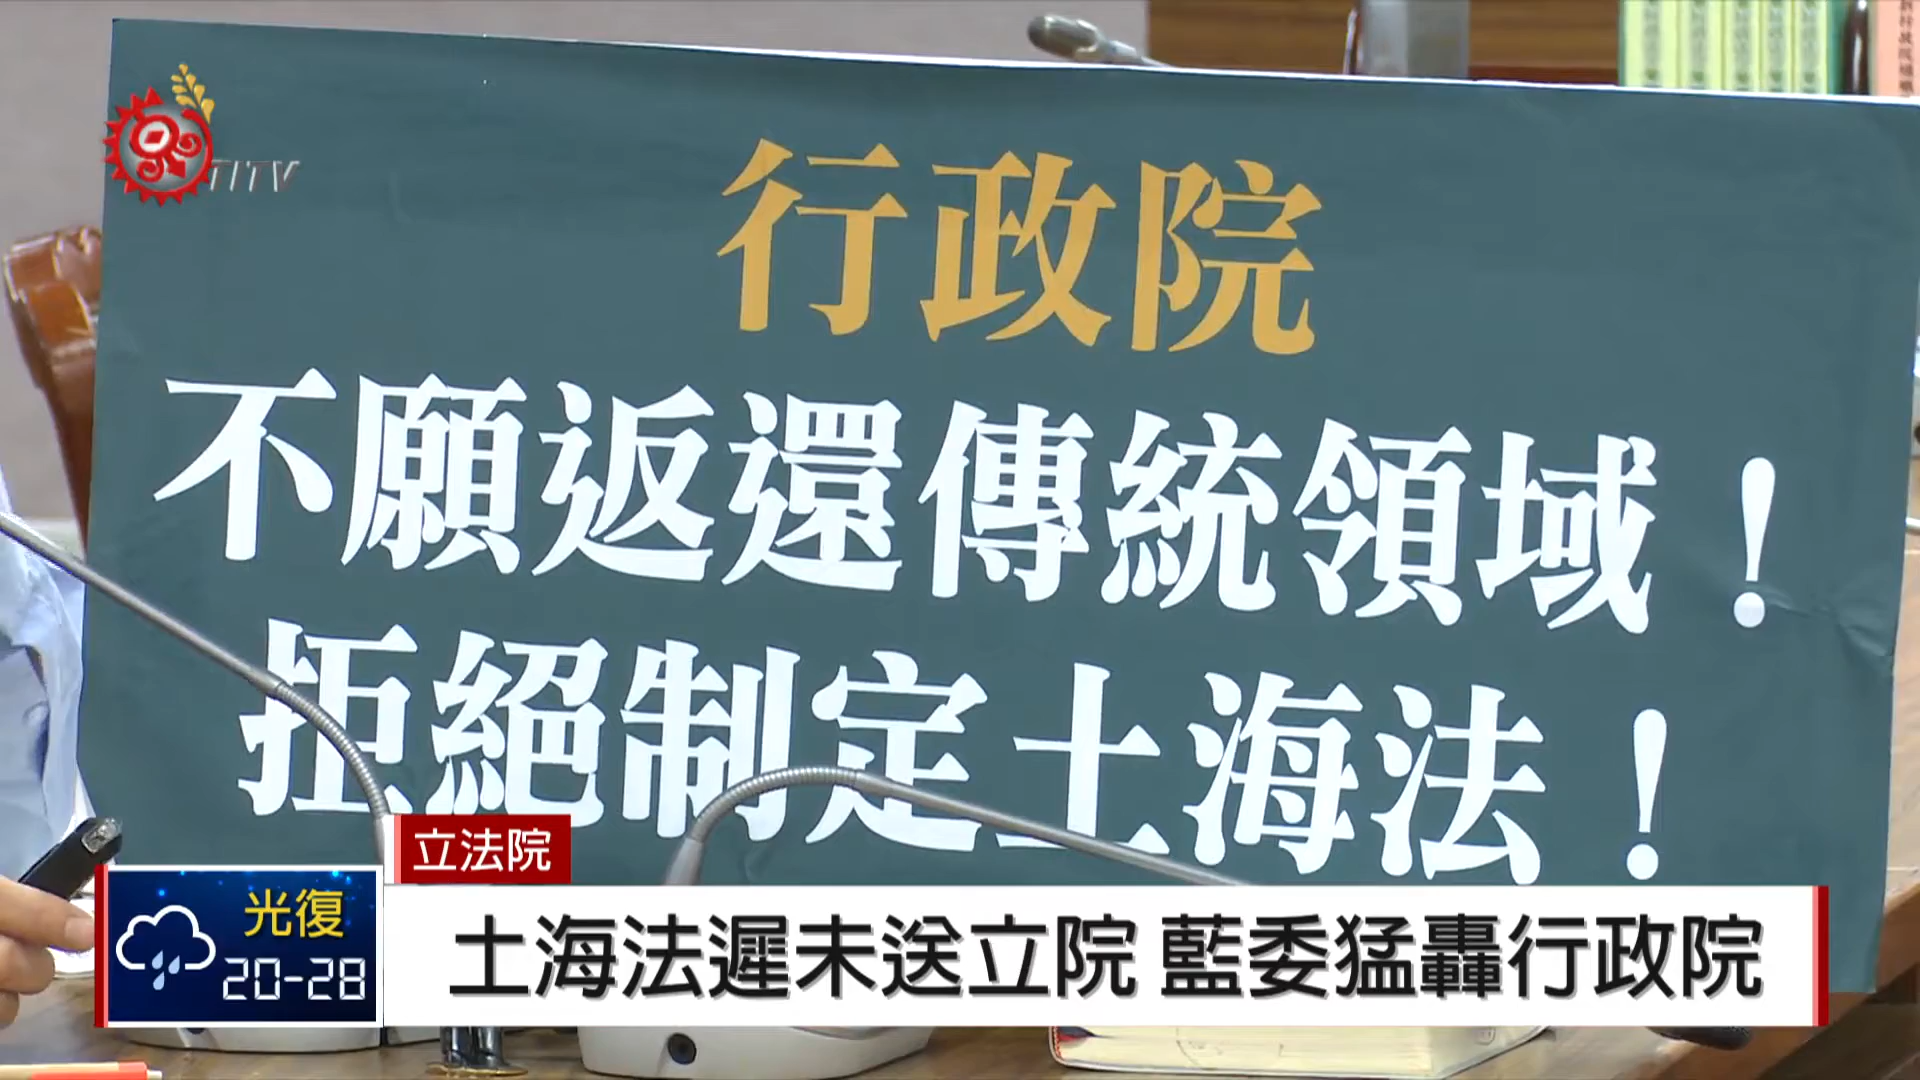 TITV
行政院
不願返還傳統領域！
拒絕制定土海法！
立法院
光復
20-28
土海法遲未送立院 藍委猛轟行政院